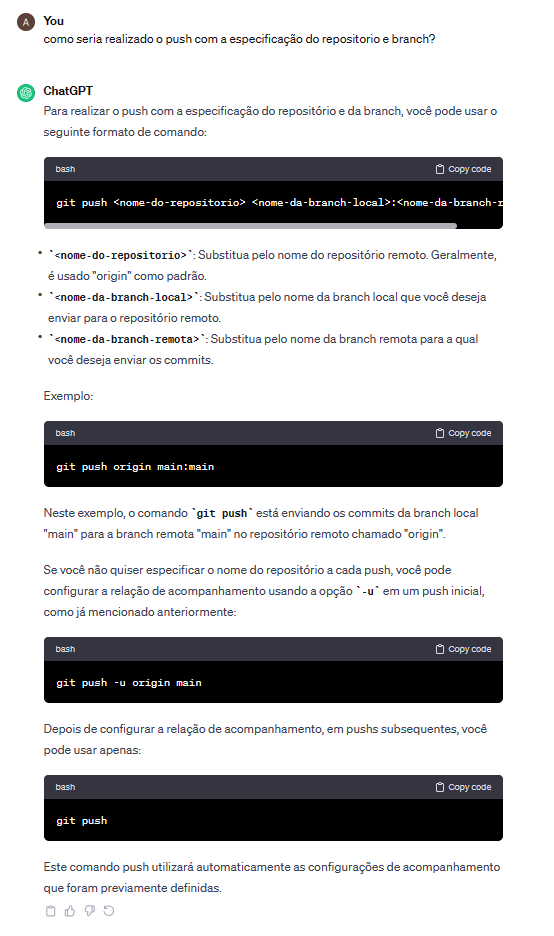 A You
como seria realizado o push com a especificação do repositorio e branch?
ChatGPT
Para realizar o push com a especificação do repositório e da branch, você pode usar o
seguinte formato de comando:
bash Copy code
git push <nome-do-repositorio> <nome-da-branch-local>:<nome-da-branch-r
• `<nome-do-repositorio>`: Substitua pelo nome do repositório remoto. Geralmente,
é usado "origin" como padrão.
• `<nome-da-branch-local>`: Substitua pelo nome da branch local que você deseja
enviar para o repositório remoto.
• `<nome-da-branch-remota>`: Substitua pelo nome da branch remota para a qual
você deseja enviar os commits.
Exemplo:
bash Copy code
git push origin main:main
Neste exemplo, o comando `git push` está enviando os commits da branch local
"main" para a branch remota "main" no repositório remoto chamado "origin".
Se você não quiser especificar o nome do repositório a cada push, você pode
configurar a relação de acompanhamento usando a opção `-u` em um push inicial,
como já mencionado anteriormente:
bash Copy code
git push -u origin main
Depois de configurar a relação de acompanhamento, em pushs subsequentes, você
pode usar apenas:
bash Copy code
git push
Este comando push utilizará automaticamente as configurações de acompanhamento
que foram previamente definidas.